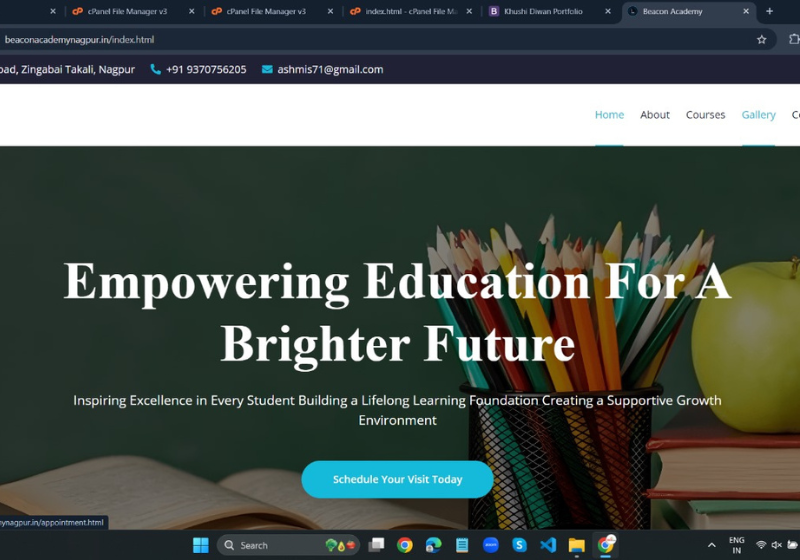 cPanel File Manager v3
cPanel File Manager v3
index.html - cPanel File Ma
Khushi Diwan Portfolio
Beacon Academy
beaconacademynagpur.in/index.html
oad, Zingabai Takali, Nagpur
+91 9370756205
ashmis71@gmail.com
Home
About
Courses
Gallery
Empowering Education For A
Brighter Future
Inspiring Excellence in Every Student Building a Lifelong Learning Foundation Creating a Supportive Growth
Environment
Schedule Your Visit Today
mynagpur.in/appointment.html
Search
ENG
IN